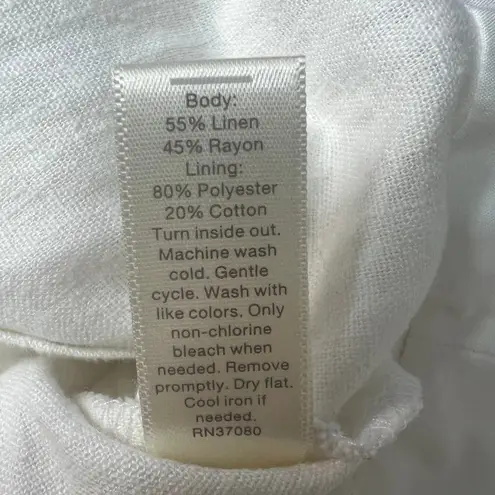 Body:
55% Linen
45% Rayon
Lining:
80% Polyester
20% Cotton
Turn inside out.
Machine wash
cold. Gentle
cycle. Wash with
like colors. Only
non-chlorine
bleach when
needed. Remove
promptly. Dry flat.
Cool iron if
needed.
RN37080